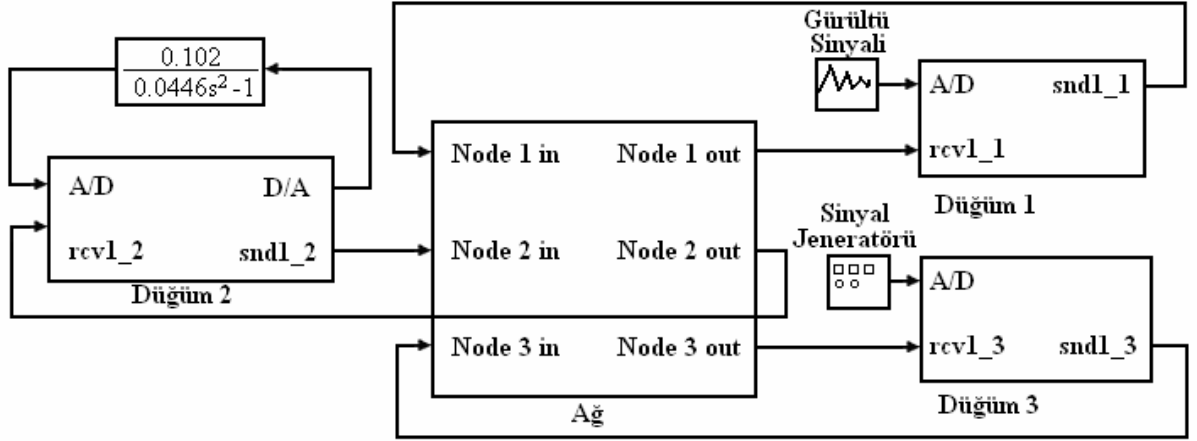 0.102
0.0446s²-1
A/D D/A
rcv1_2 snd1_2
Düğüm 2
Node 1 in Node 1 out
Node 2 in Node 2 out
Node 3 in Node 3 out
Ağ
Gürültü
Sinyali
A/D snd1_1
rcv1_1
Düğüm 1
Sinyal
Jeneratörü
A/D
rcv1_3 snd1_3
Düğüm 3